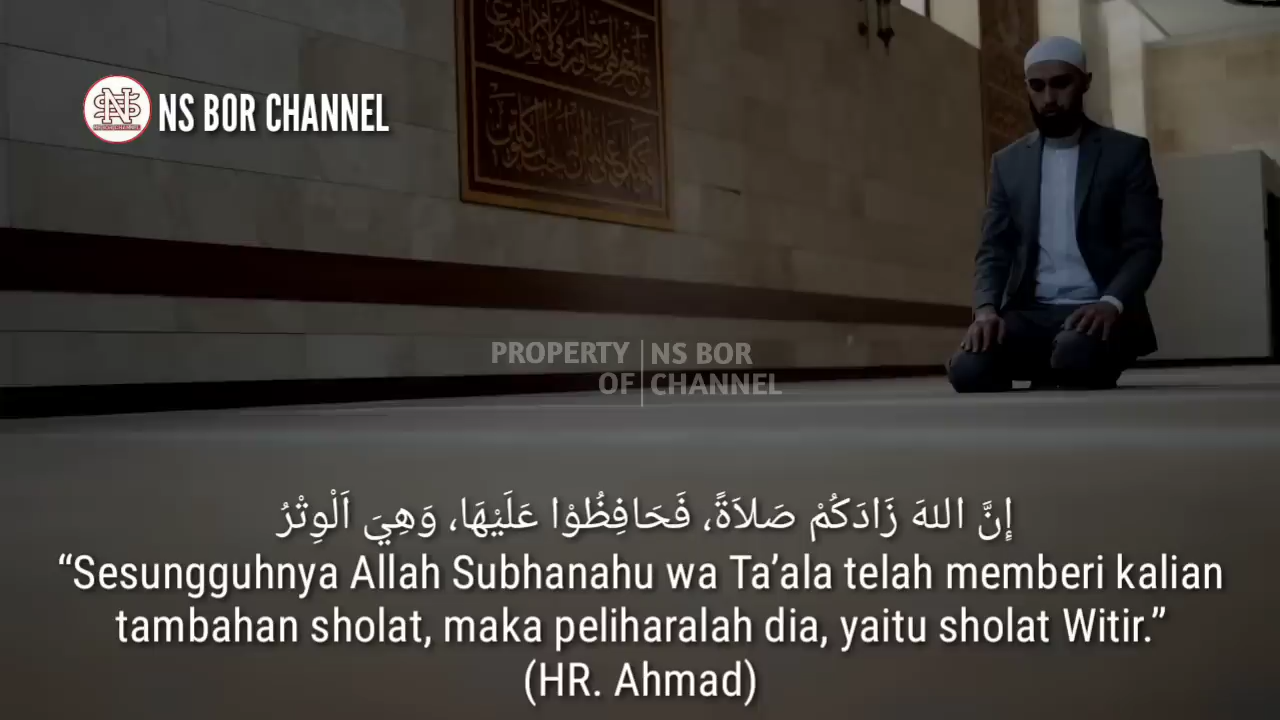 NS BOR CHANNEL
PROPERTY OF
NS BOR CHANNEL
إِنَّ اللهَ زَادَكُمْ صَلاَةً، فَحَافِظُوْا عَلَيْهَا، وَهِيَ اَلْوِتْرُ
“Sesungguhnya Allah Subhanahu wa Ta’ala telah memberi kalian
tambahan sholat, maka peliharalah dia, yaitu sholat Witir.”
(HR. Ahmad)